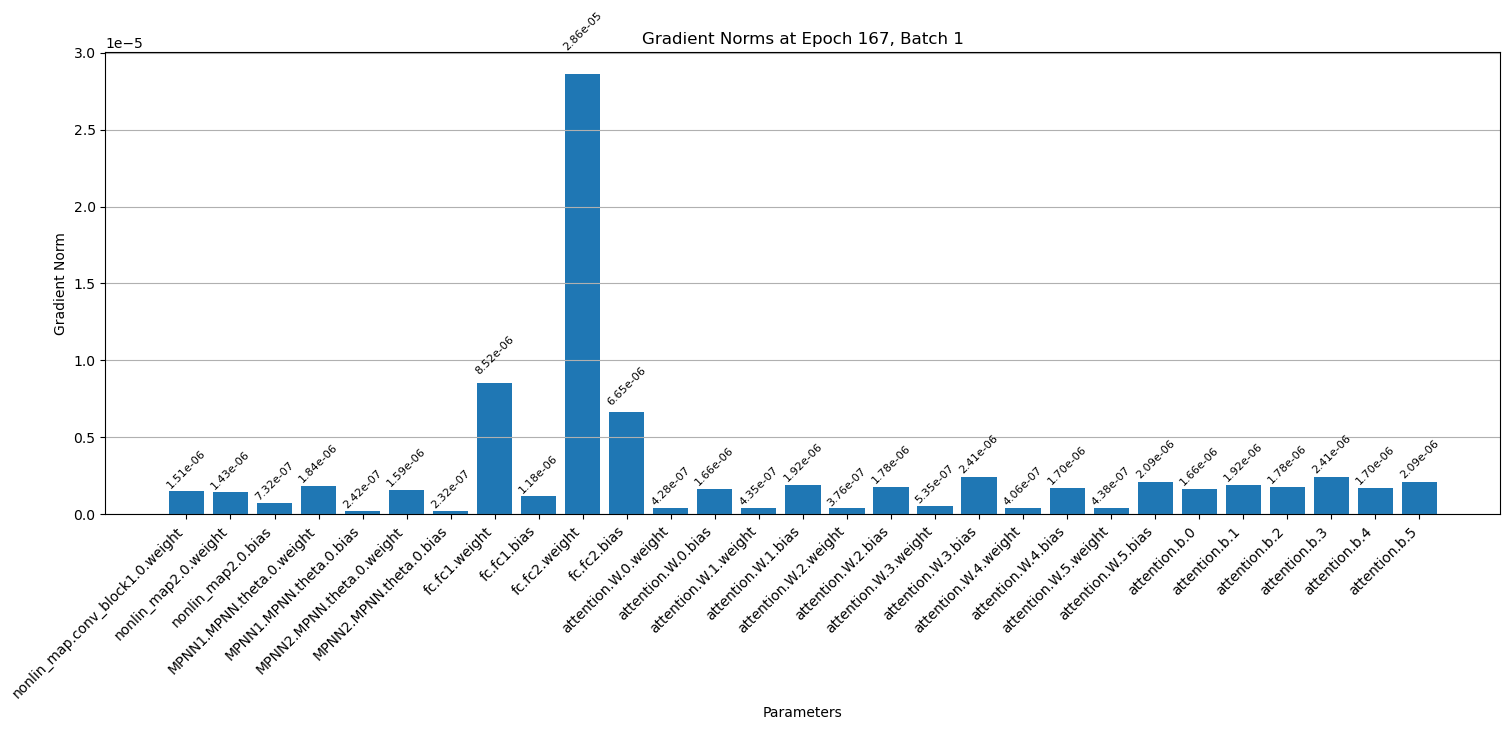 Gradient Norms at Epoch 167, Batch 1
1e−5
3.0
2.5
2.0
1.5
1.0
0.5
0.0
Gradient Norm
1.51e-06
1.43e-06
7.32e-07
1.84e-06
2.42e-07
1.59e-06
2.32e-07
8.52e-06
1.18e-06
2.86e-05
6.65e-06
4.28e-07
1.66e-06
4.35e-07
1.92e-06
3.76e-07
1.78e-06
5.35e-07
2.41e-06
4.06e-07
1.70e-06
4.38e-07
2.09e-06
1.66e-06
1.92e-06
1.78e-06
2.41e-06
1.70e-06
2.09e-06
nonlin_map.conv_block1.0.weight
nonlin_map2.0.weight
nonlin_map2.0.bias
MPNN1.MPNN.theta.0.weight
MPNN1.MPNN.theta.0.bias
MPNN2.MPNN.theta.0.weight
MPNN2.MPNN.theta.0.bias
fc.fc1.weight
fc.fc1.bias
fc.fc2.weight
fc.fc2.bias
attention.W.0.weight
attention.W.0.bias
attention.W.1.weight
attention.W.1.bias
attention.W.2.weight
attention.W.2.bias
attention.W.3.weight
attention.W.3.bias
attention.W.4.weight
attention.W.4.bias
attention.W.5.weight
attention.W.5.bias
attention.b.0
attention.b.1
attention.b.2
attention.b.3
attention.b.4
attention.b.5
Parameters